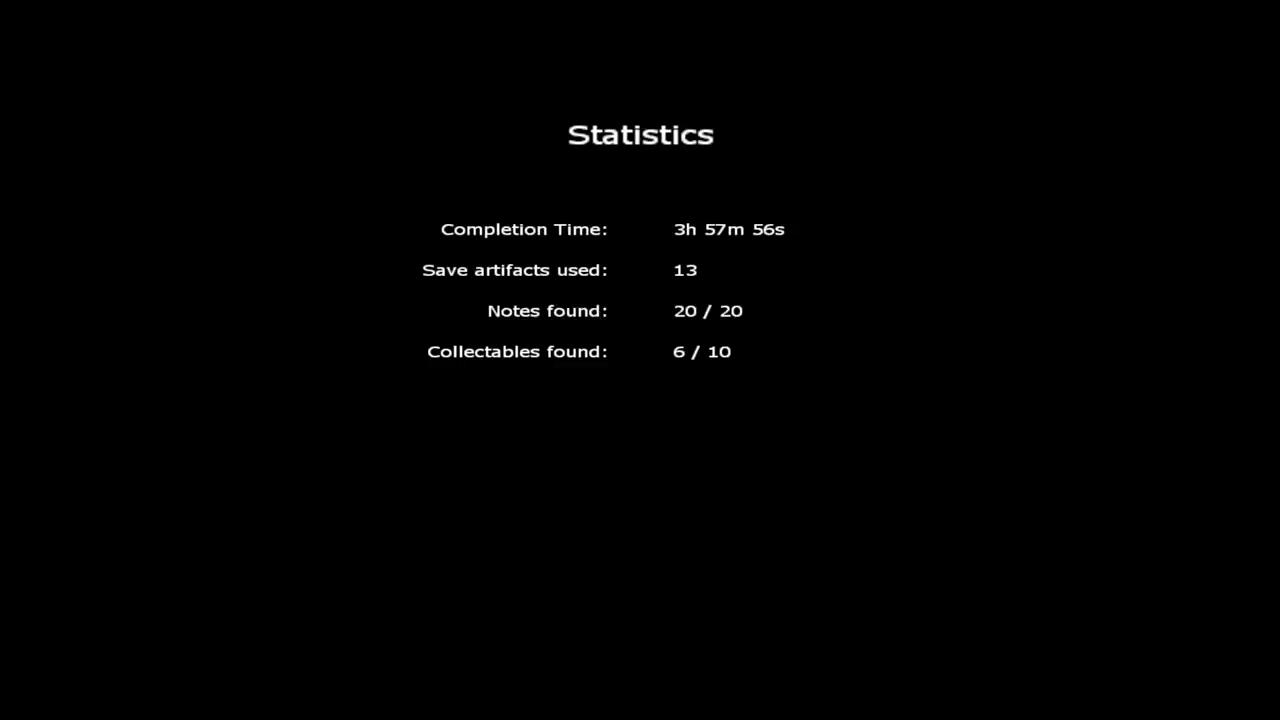 Statistics
Completion Time: 3h 57m 56s
Save artifacts used: 13
Notes found: 20 / 20
Collectables found: 6 / 10